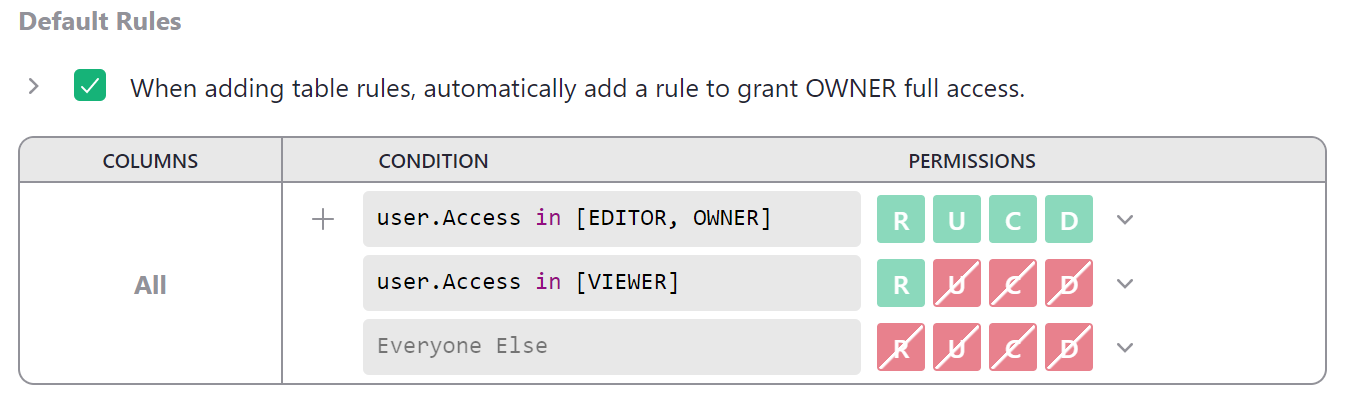 Default Rules
When adding table rules, automatically add a rule to grant OWNER full access.
COLUMNS CONDITION PERMISSIONS
user.Access in [EDITOR, OWNER] R U C D
All
user.Access in [VIEWER] R U C D
Everyone Else R U C D